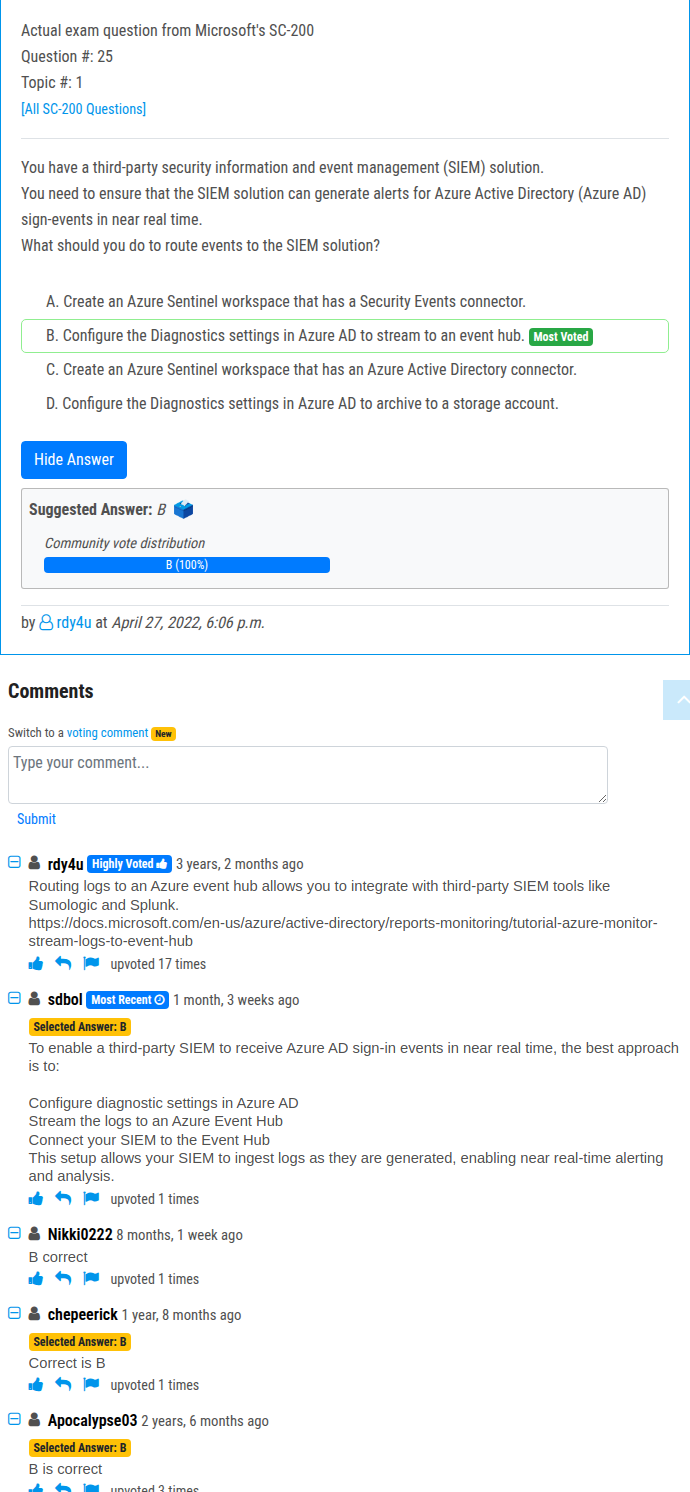 Actual exam question from Microsoft's SC-200
Question #: 25
Topic #: 1
[All SC-200 Questions]
You have a third-party security information and event management (SIEM) solution.
You need to ensure that the SIEM solution can generate alerts for Azure Active Directory (Azure AD)
sign-events in near real time.
What should you do to route events to the SIEM solution?
A. Create an Azure Sentinel workspace that has a Security Events connector.
B. Configure the Diagnostics settings in Azure AD to stream to an event hub. Most Voted
C. Create an Azure Sentinel workspace that has an Azure Active Directory connector.
D. Configure the Diagnostics settings in Azure AD to archive to a storage account.
Hide Answer
Suggested Answer: B
Community vote distribution
B (100%)
by rdy4u at April 27, 2022, 6:06 p.m.
Comments
Switch to a voting comment New
Type your comment...
Submit
rdy4u Highly Voted 3 years, 2 months ago
Routing logs to an Azure event hub allows you to integrate with third-party SIEM tools like
Sumologic and Splunk.
https://docs.microsoft.com/en-us/azure/active-directory/reports-monitoring/tutorial-azure-monitor-
stream-logs-to-event-hub
upvoted 17 times
sdbol Most Recent 1 month, 3 weeks ago
Selected Answer: B
To enable a third-party SIEM to receive Azure AD sign-in events in near real time, the best approach
is to:
Configure diagnostic settings in Azure AD
Stream the logs to an Azure Event Hub
Connect your SIEM to the Event Hub
This setup allows your SIEM to ingest logs as they are generated, enabling near real-time alerting
and analysis.
upvoted 1 times
Nikki0222 8 months, 1 week ago
B correct
upvoted 1 times
chepeerick 1 year, 8 months ago
Selected Answer: B
Correct is B
upvoted 1 times
Apocalypse03 2 years, 6 months ago
Selected Answer: B
B is correct
upvoted 3 times